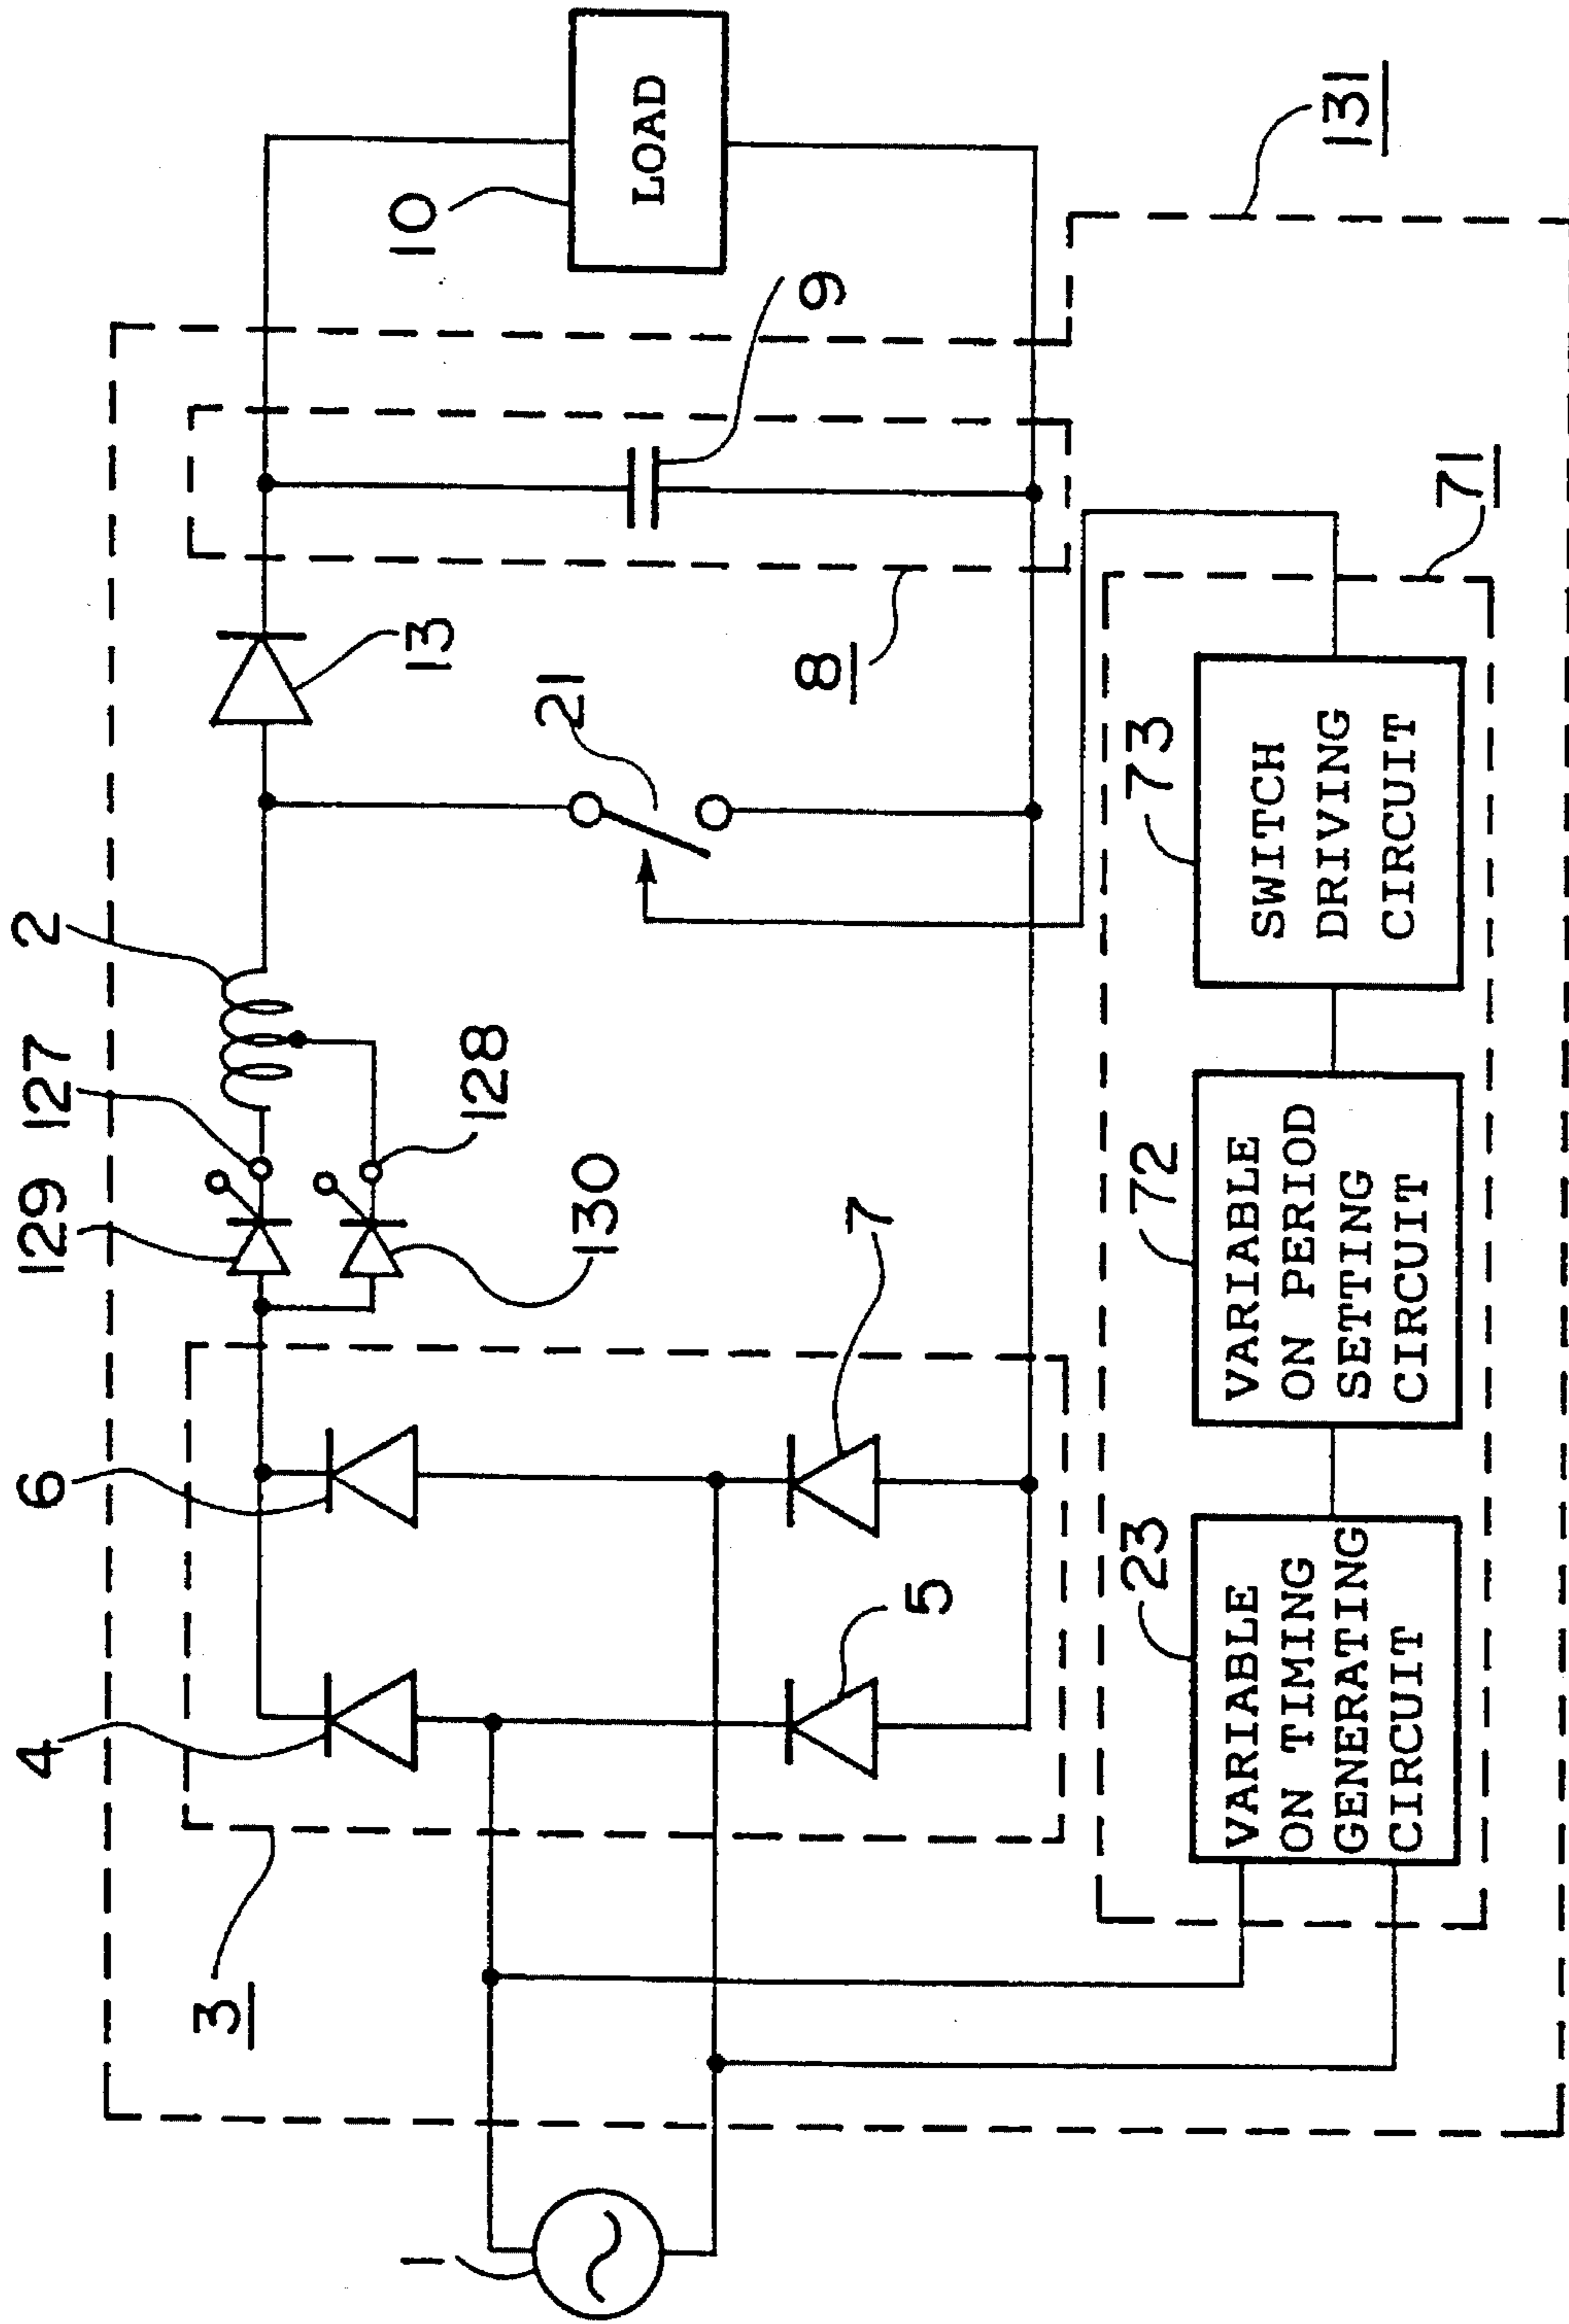 2
127
129
6
4
3
1
128
130
13
21
7
5
8
9
10
LOAD
131
71
23
VARIABLE
ON TIMING
GENERATING
CIRCUIT
72
VARIABLE
ON PERIOD
SETTING
CIRCUIT
73
SWITCH
DRIVING
CIRCUIT